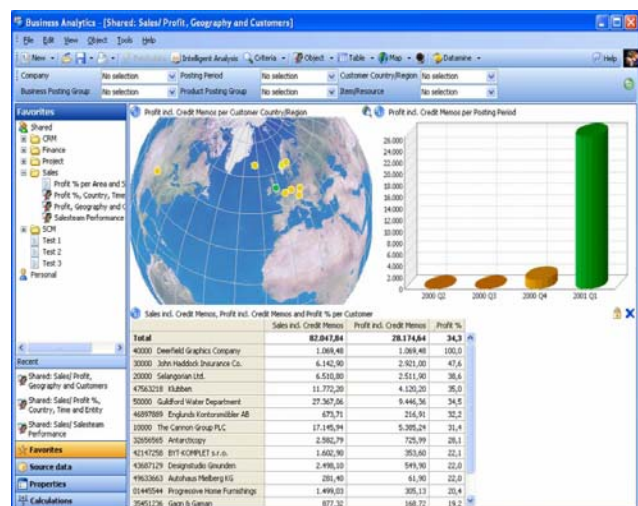 Business Analytics - [Shared: Sales/ Profit, Geography and Customers]
File Edit View Object Tools Help
New Intelligent Analysis Criteria Object Table Map Datamine Help
Company No selection Posting Period No selection Customer Country/Region No selection
Business Posting Group No selection Product Posting Group No selection Item/Resource No selection
Favorites
Shared
CRM
Finance
Project
Sales
Profit % per Area and S
Profit %, Country, Time
Profit, Geography and C
Salesteam Performance
SCM
Test 1
Test 2
Test 3
Personal
Recent
Shared: Sales/ Profit, Geography and Customers
Shared: Sales/ Profit %, Country, Time and Entity
Shared: Sales/ Salesteam Performance
Favorites
Source data
Properties
Calculations
Profit incl. Credit Memos per Customer Country/Region
Profit incl. Credit Memos per Posting Period
26.000
24.000
22.000
20.000
18.000
16.000
14.000
12.000
10.000
8.000
6.000
4.000
2.000
0
2000 Q2 2000 Q3 2000 Q4 2001 Q1
Sales incl. Credit Memos, Profit incl. Credit Memos and Profit % per Customer
Sales incl. Credit Memos Profit incl. Credit Memos Profit %
Total 82.047,84 28.174,64 34,3
40000 Deerfield Graphics Company 1.069,48 1.069,48 100,0
30000 John Haddock Insurance Co. 6.142,90 2.921,00 47,6
20000 Selangorian Ltd. 6.510,80 2.511,90 38,6
47563218 Klubben 11.772,20 4.120,20 35,0
50000 Guildford Water Department 27.367,06 9.446,36 34,5
46897889 Englunds Kontorsmöbler AB 673,71 216,91 32,2
10000 The Cannon Group PLC 17.145,94 5.385,24 31,4
32656565 Antarcticopy 2.582,79 725,99 28,1
42147258 BYT-KOMPLET s.r.o. 1.602,90 353,60 22,1
43687129 Designstudio Gmunden 2.498,10 549,90 22,0
49633663 Autohaus Mielberg KG 281,40 61,90 22,0
01445544 Progressive Home Furnishings 1.499,03 305,13 20,4
35451236 Gagn & Gaman 877,32 168,72 19,2